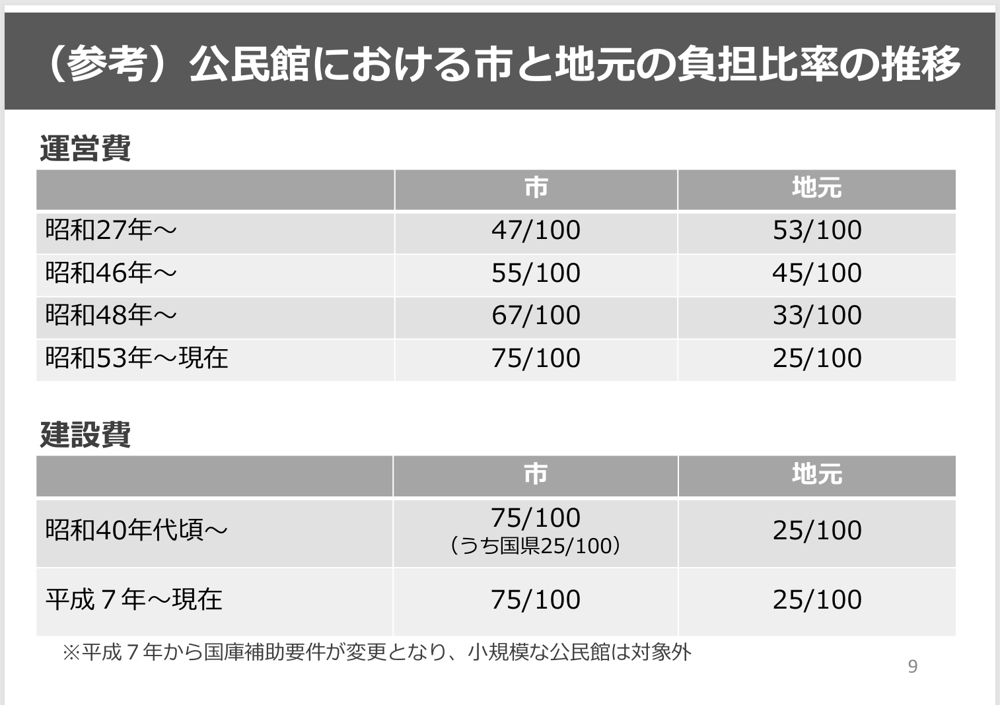 （参考）公民館における市と地元の負担比率の推移
運営費
市 地元
昭和27年～ 47/100 53/100
昭和46年～ 55/100 45/100
昭和48年～ 67/100 33/100
昭和53年～現在 75/100 25/100
建設費
市 地元
昭和40年代頃～ 75/100 25/100
（うち国県25/100）
平成７年～現在 75/100 25/100
※平成７年から国庫補助要件が変更となり、小規模な公民館は対象外
9